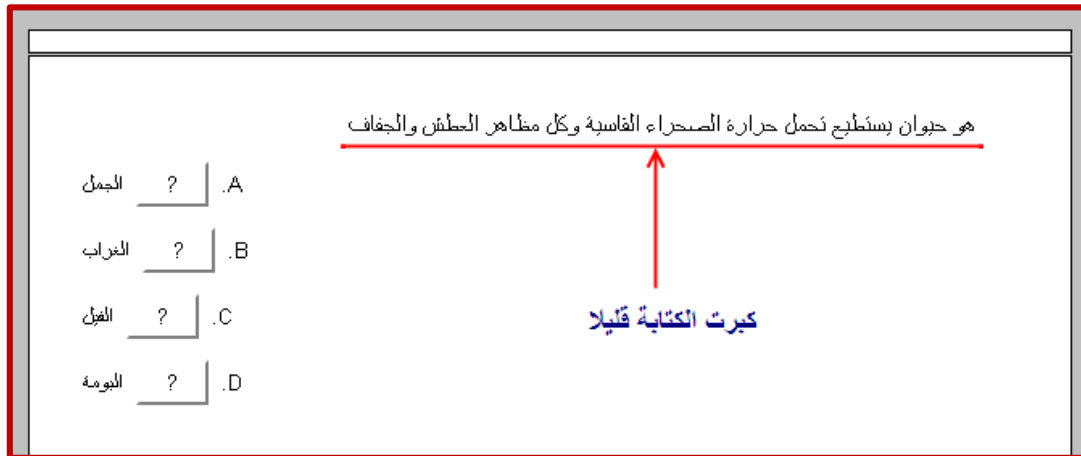 هو حيوان يستطيع تحمل حرارة الصحراء القاسية وكل مظاهر العطش والجفاف
A. ? الجمل
B. ? الغراب
C. ? الفيل
D. ? البومة
كبرت الكتابة قليلا